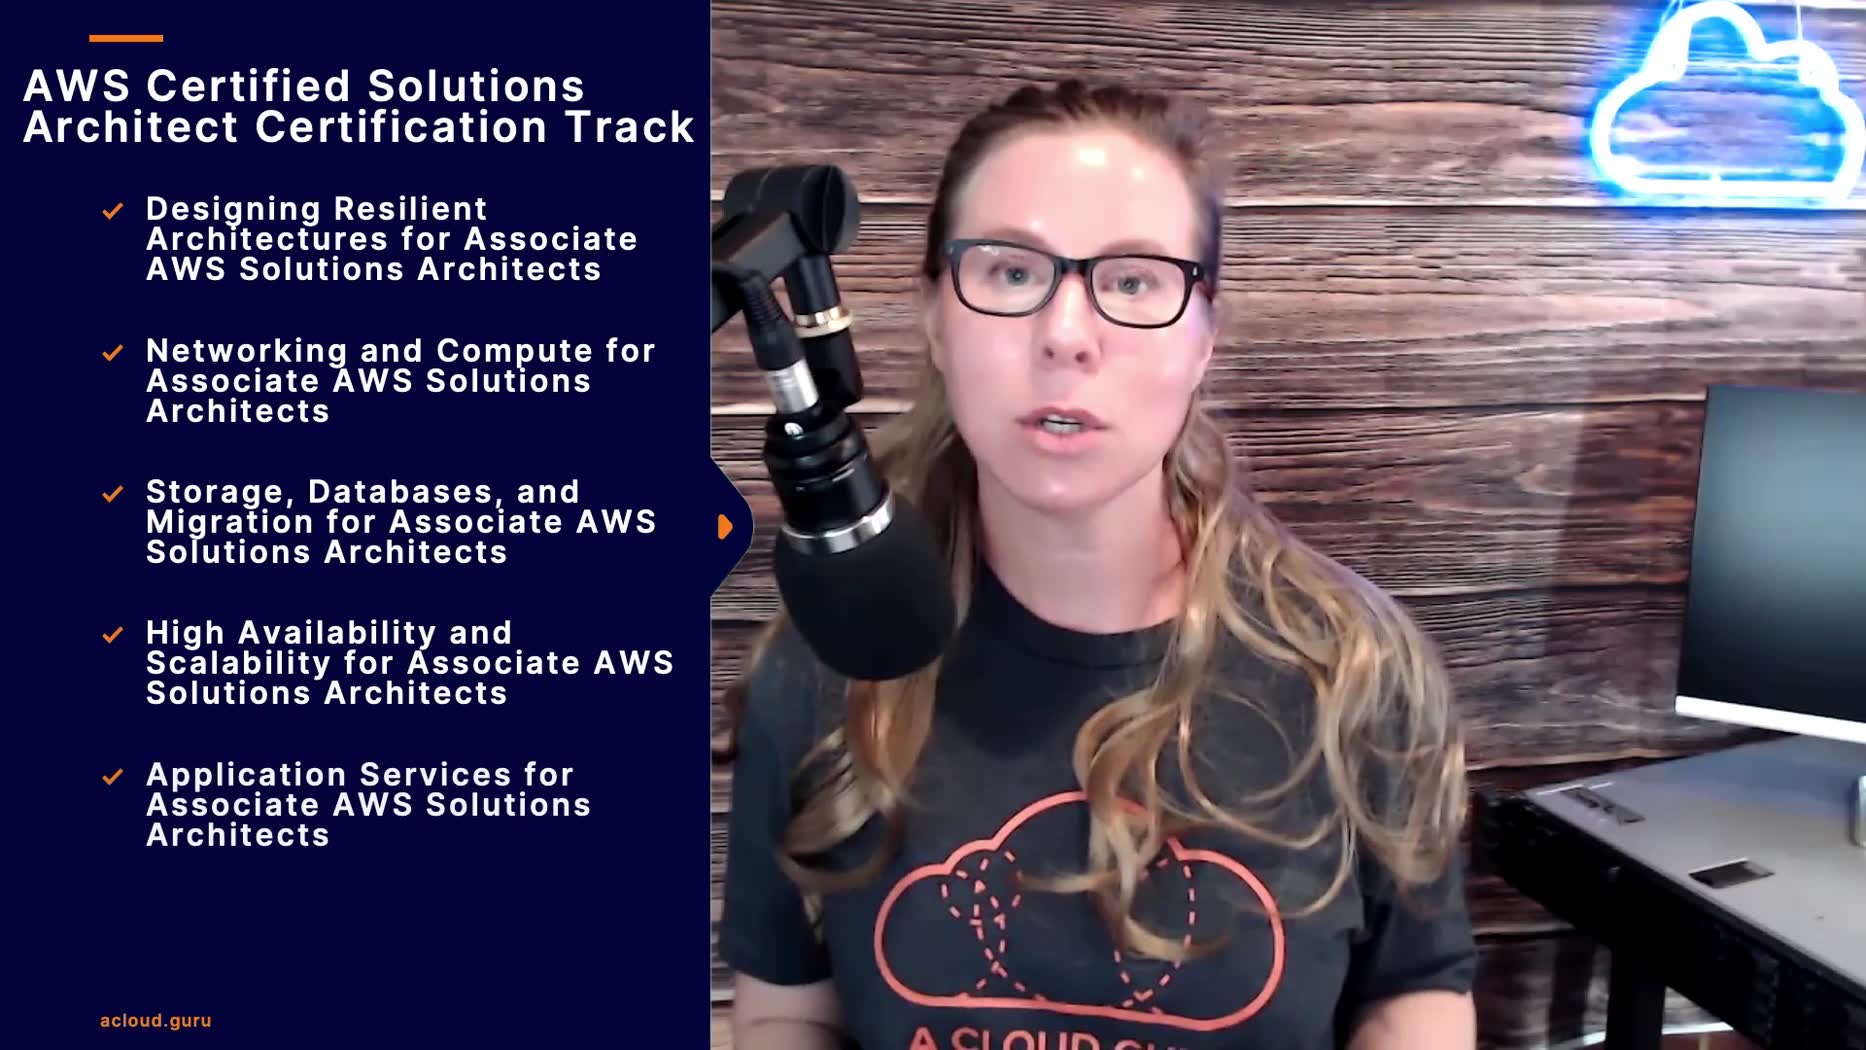 AWS Certified Solutions
Architect Certification Track
Designing Resilient
Architectures for Associate
AWS Solutions Architects
Networking and Compute for
Associate AWS Solutions
Architects
Storage, Databases, and
Migration for Associate AWS
Solutions Architects
High Availability and
Scalability for Associate AWS
Solutions Architects
Application Services for
Associate AWS Solutions
Architects
acloud.guru
A CLOUD